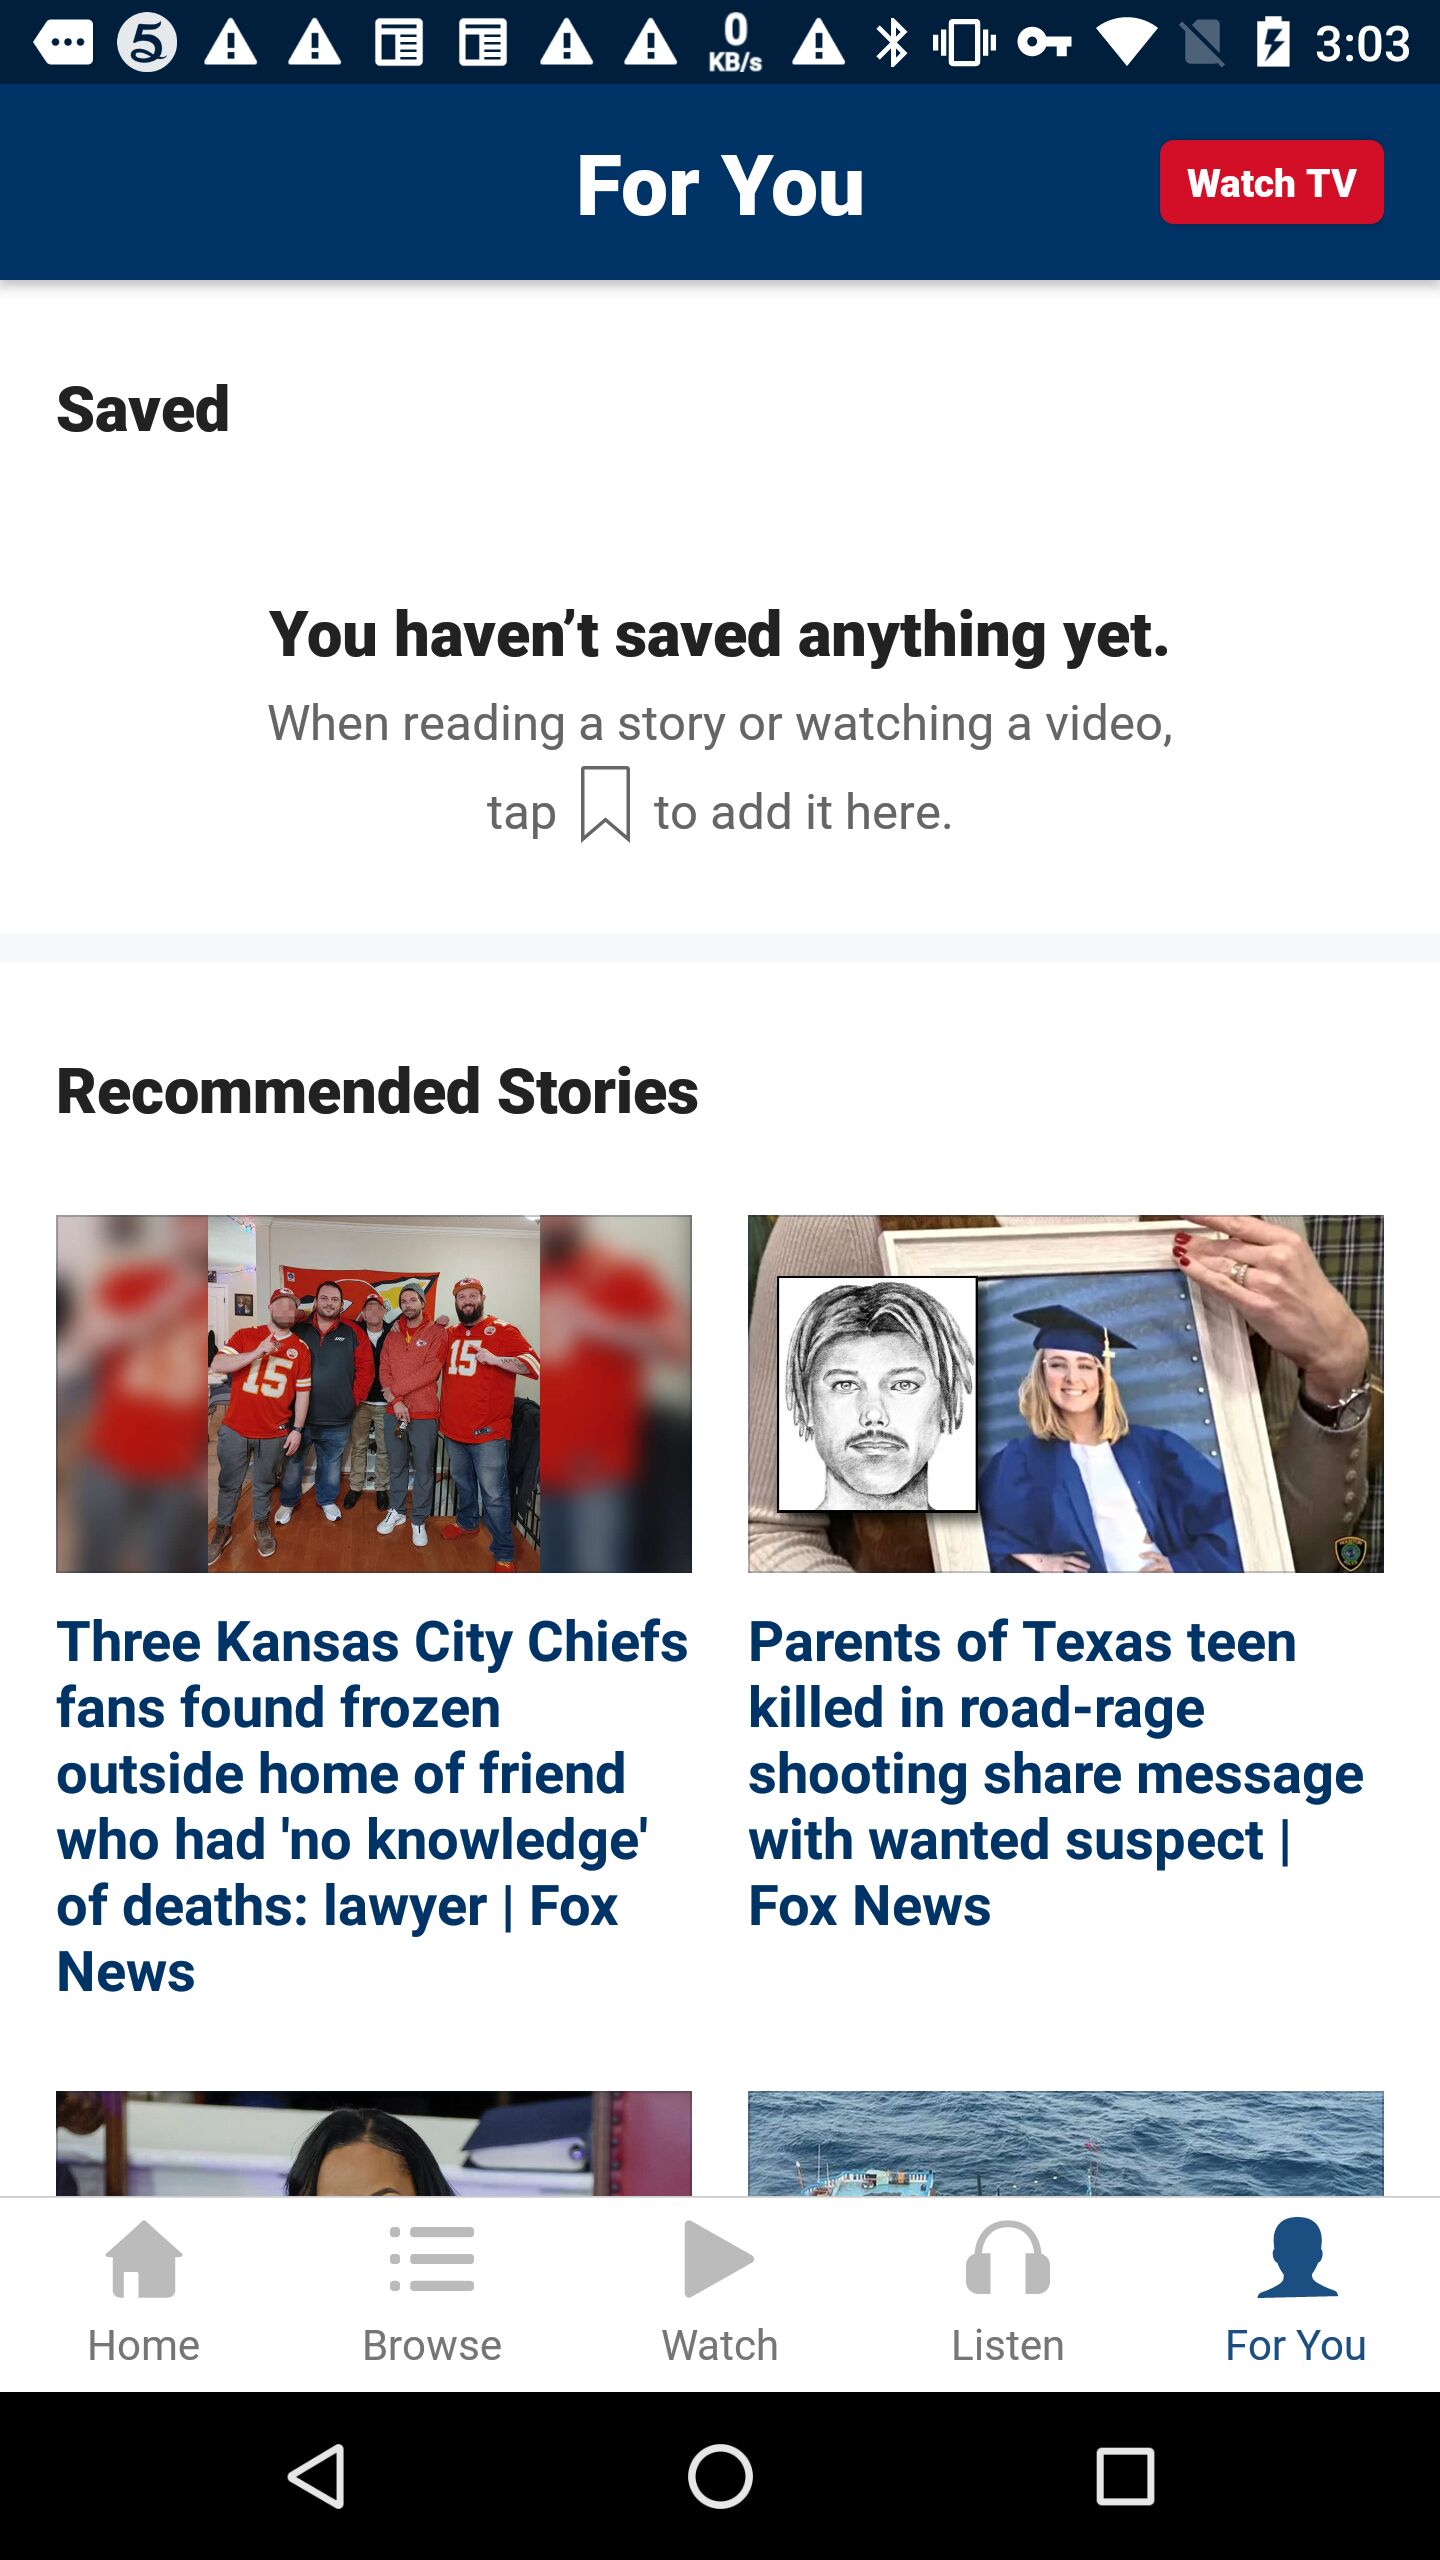 0
KB/s
3:03
For You
Watch TV
Saved
You haven’t saved anything yet.
When reading a story or watching a video,
tap to add it here.
Recommended Stories
15
15
Three Kansas City Chiefs
fans found frozen
outside home of friend
who had 'no knowledge'
of deaths: lawyer | Fox
News
Parents of Texas teen
killed in road-rage
shooting share message
with wanted suspect |
Fox News
Home
Browse
Watch
Listen
For You